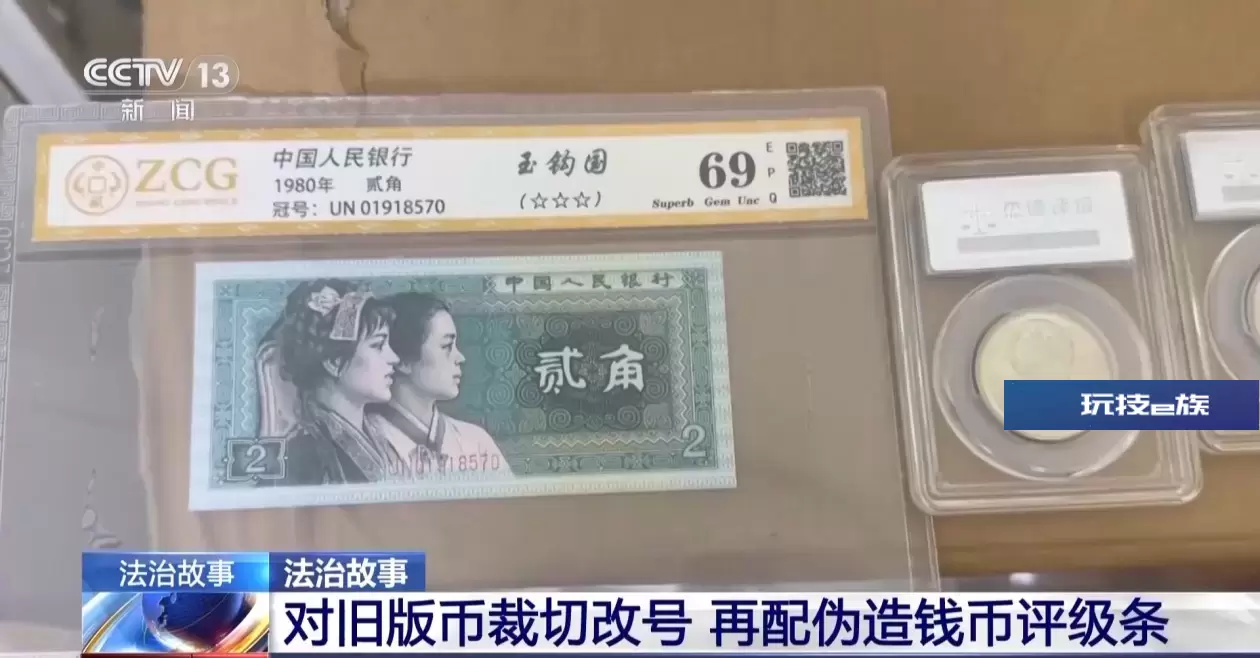 CCTV 13
新闻
ZCG
中国人民银行
1980年 贰角
冠号：UN 01918570
玉钩国
(☆☆☆)
69
EPQ
Superb Gem Unc
中国人民银行
贰角
2
2
UN01918570
玩技e族
法治故事
法治故事
对旧版币裁切改号 再配伪造钱币评级条